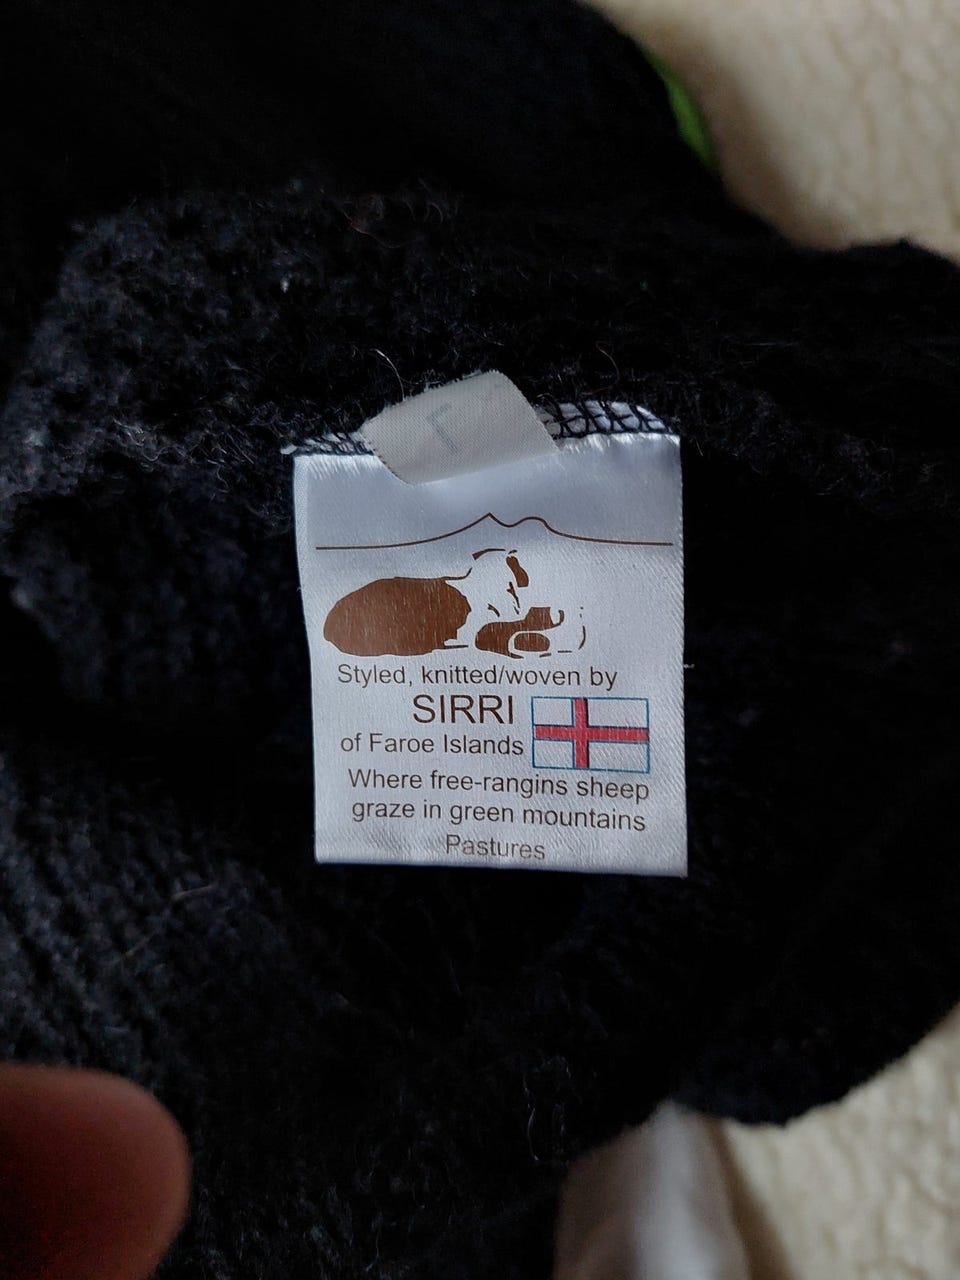 L
Styled, knitted/woven by
SIRRI
of Faroe Islands
Where free-rangins sheep
graze in green mountains
Pastures